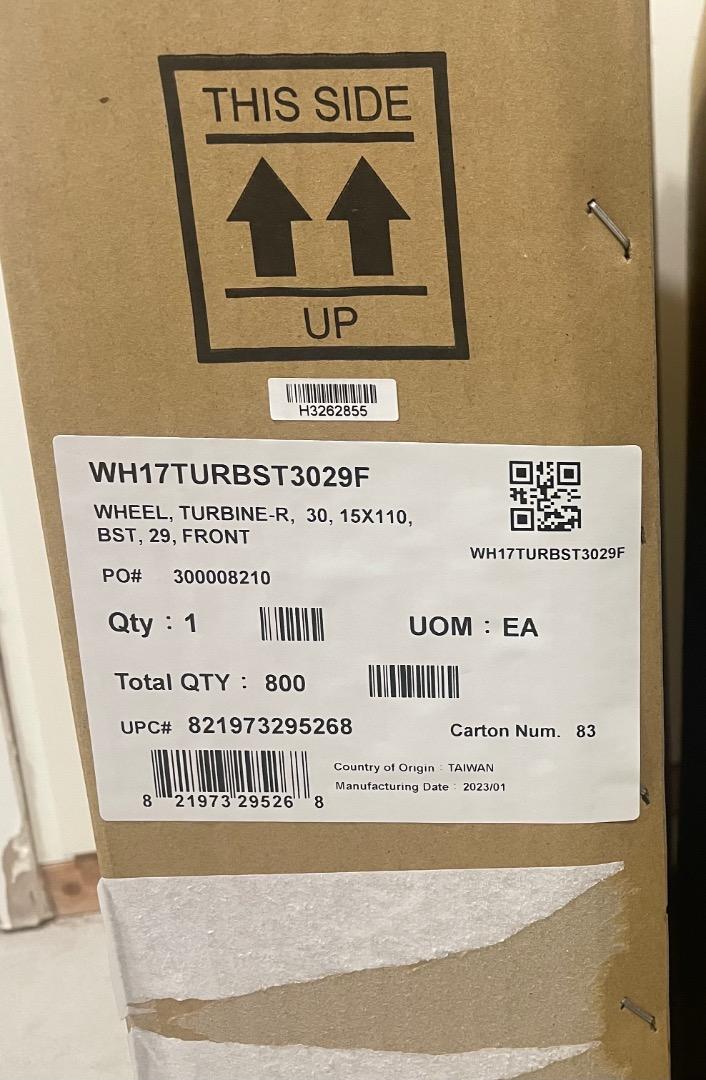 THIS SIDE
UP
H3262855
WH17TURBST3029F
WHEEL, TURBINE-R, 30, 15X110,
BST, 29, FRONT
WH17TURBST3029F
PO# 300008210
Qty : 1 UOM : EA
Total QTY : 800
UPC# 821973295268 Carton Num. 83
Country of Origin : TAIWAN
Manufacturing Date : 2023/01
8 21973 29526 8